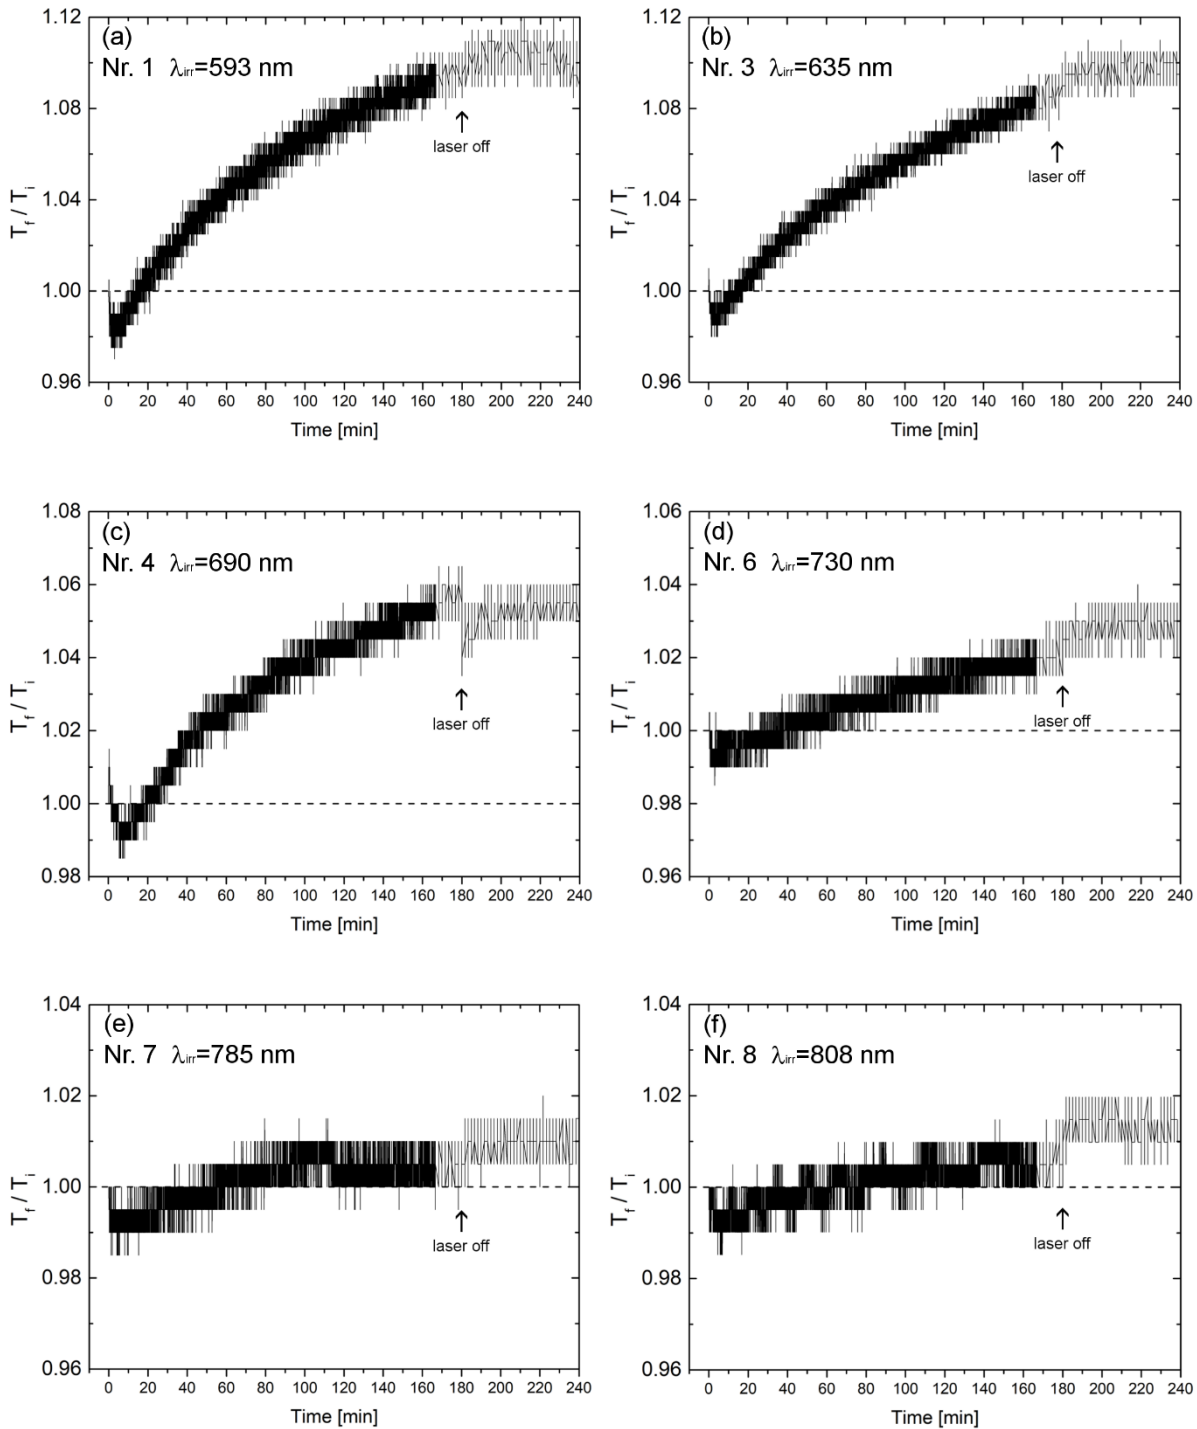 (a)
Nr. 1 λirr=593 nm
1.12
1.08
1.04
1.00
0.96
Tf / Ti
laser off
0 20 40 60 80 100 120 140 160 180 200 220 240
Time [min]
(b)
Nr. 3 λirr=635 nm
1.12
1.08
1.04
1.00
0.96
Tf / Ti
laser off
0 20 40 60 80 100 120 140 160 180 200 220 240
Time [min]
(c)
Nr. 4 λirr=690 nm
1.08
1.06
1.04
1.02
1.00
0.98
Tf / Ti
laser off
0 20 40 60 80 100 120 140 160 180 200 220 240
Time [min]
(d)
Nr. 6 λirr=730 nm
1.06
1.04
1.02
1.00
0.98
0.96
Tf / Ti
laser off
0 20 40 60 80 100 120 140 160 180 200 220 240
Time [min]
(e)
Nr. 7 λirr=785 nm
1.04
1.02
1.00
0.98
0.96
Tf / Ti
laser off
0 20 40 60 80 100 120 140 160 180 200 220 240
Time [min]
(f)
Nr. 8 λirr=808 nm
1.04
1.02
1.00
0.98
0.96
Tf / Ti
laser off
0 20 40 60 80 100 120 140 160 180 200 220 240
Time [min]